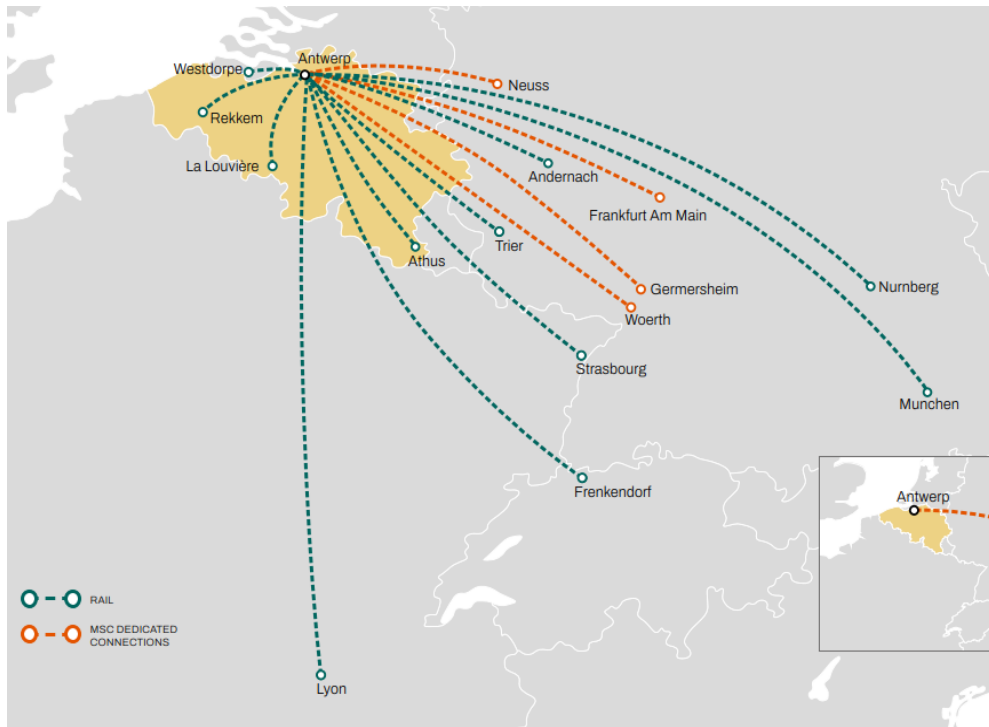 Antwerp
Westdorpe
Neuss
Rekkem
La Louvière
Andernach
Frankfurt Am Main
Trier
Athus
Germersheim
Nurnberg
Woerth
Strasbourg
Munchen
Frenkendorf
Antwerp
RAIL
MSC DEDICATED
CONNECTIONS
Lyon